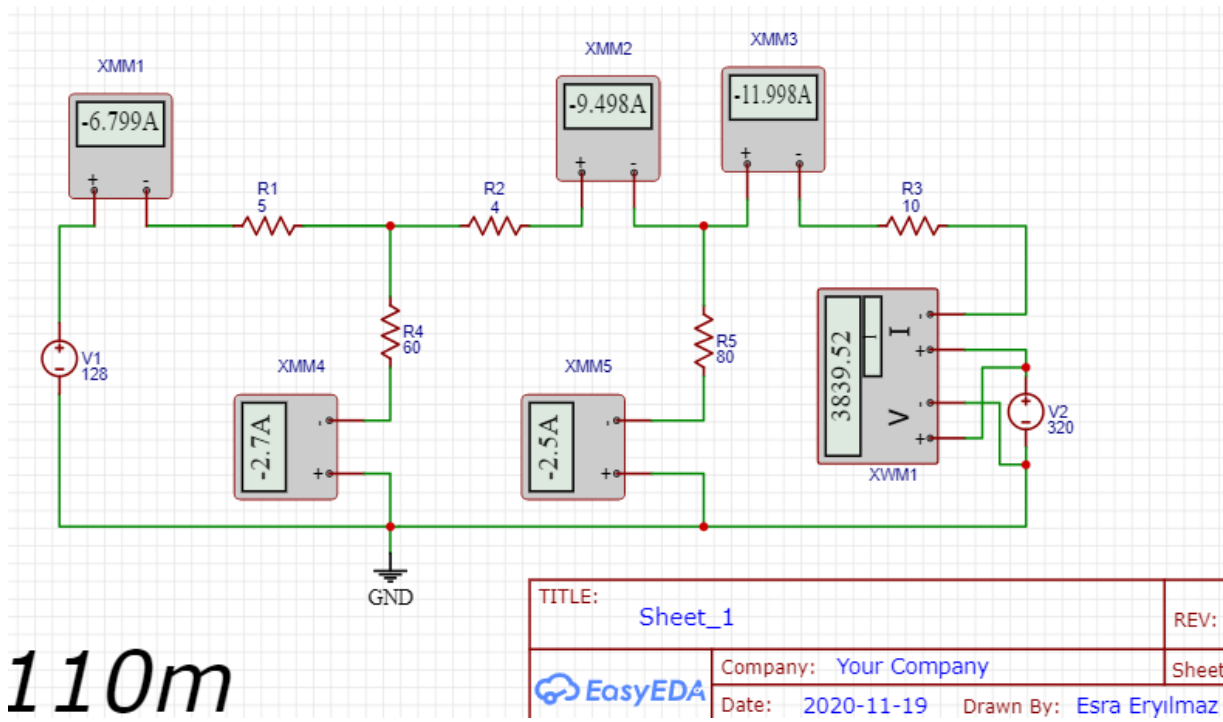 XMM1
-6.799A
+ -
XMM2
-9.498A
+ -
XMM3
-11.998A
+ -
R1
5
R2
4
R3
10
V1
128
R4
60
R5
80
XMM4
-2.7A
-
+
XMM5
-2.5A
-
+
3839.52
I
-
+
V
-
+
XWM1
V2
320
GND
110m
TITLE:
Sheet_1
REV:
EasyEDA
Company: Your Company
Sheet
Date: 2020-11-19 Drawn By: Esra Eryılmaz